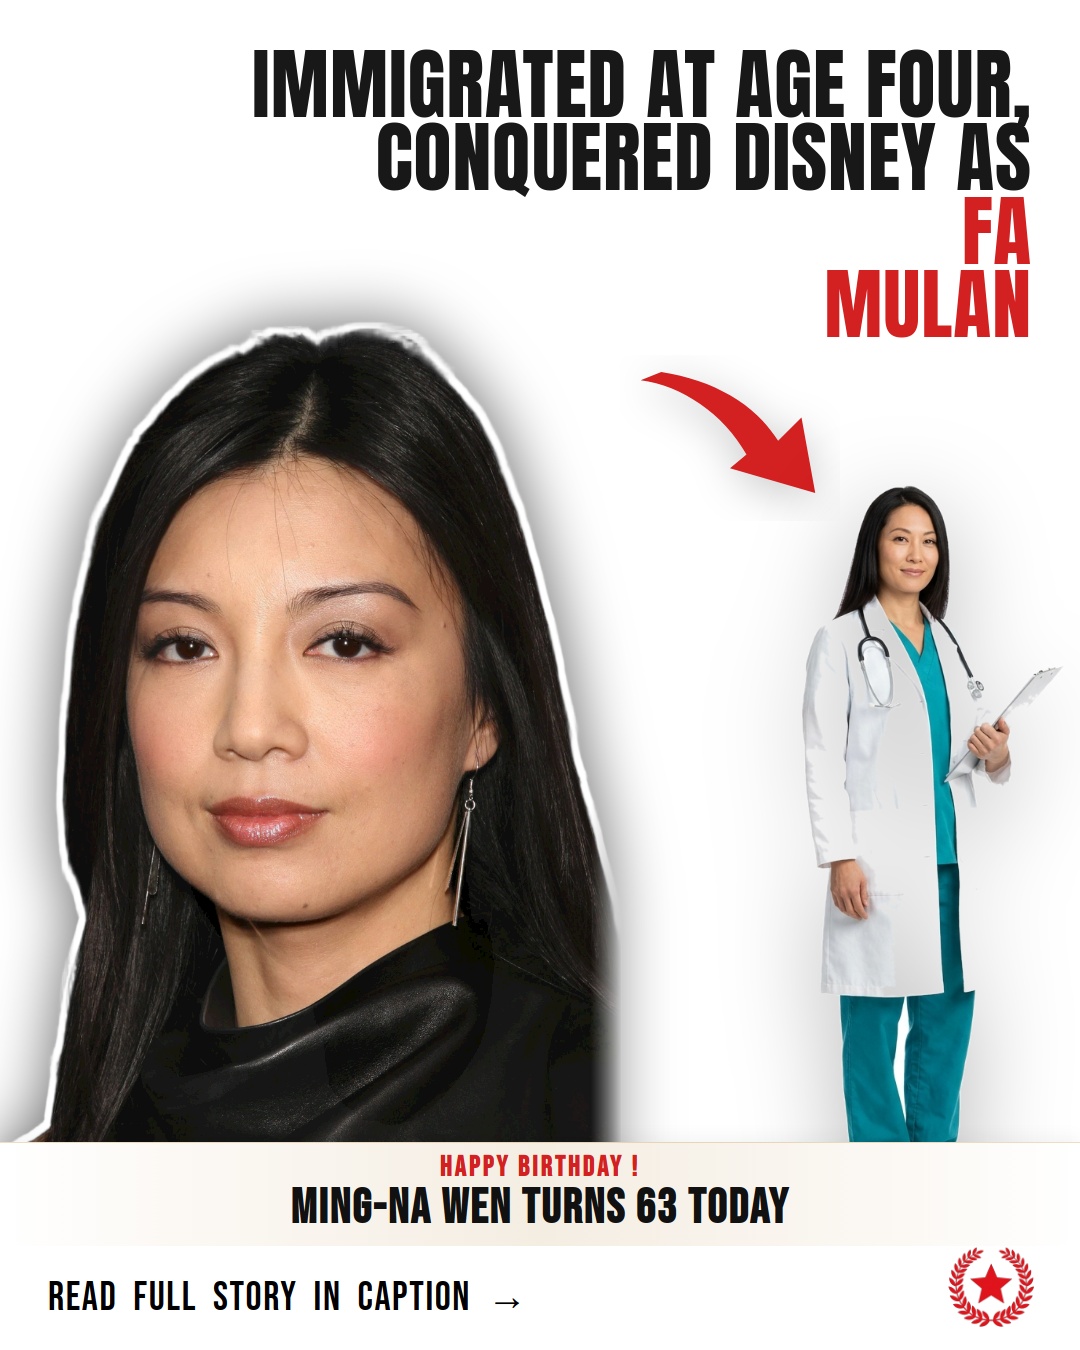 IMMIGRATED AT AGE FOUR,
CONQUERED DISNEY AS
FA
MULAN
HAPPY BIRTHDAY !
MING-NA WEN TURNS 63 TODAY
READ FULL STORY IN CAPTION →